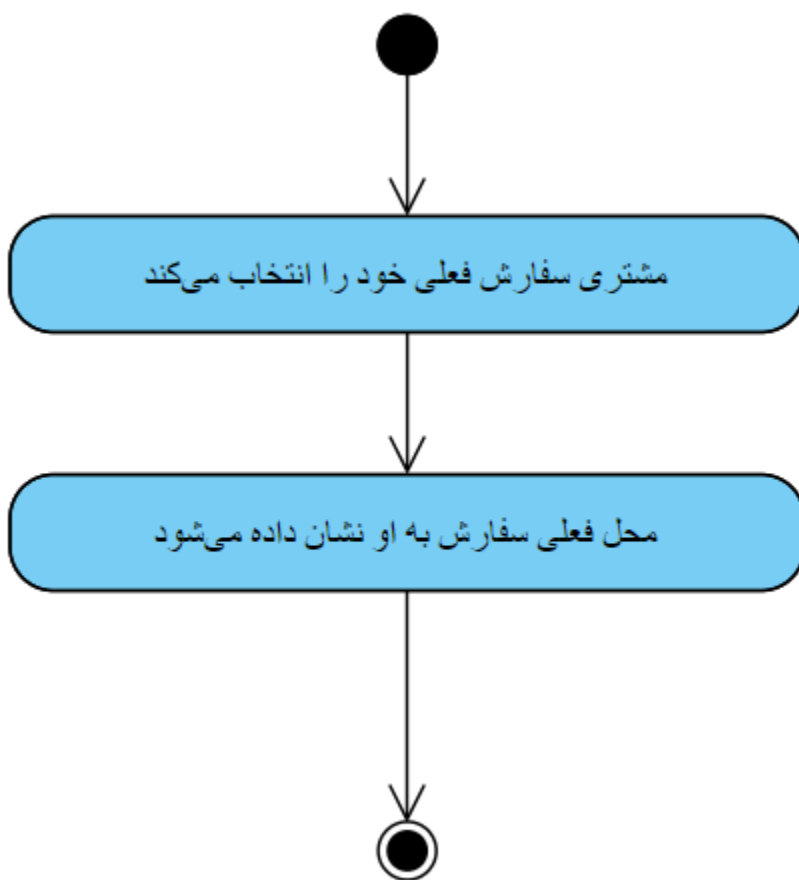 مشتری سفارش فعلی خود را انتخاب می‌کند
محل فعلی سفارش به او نشان داده می‌شود